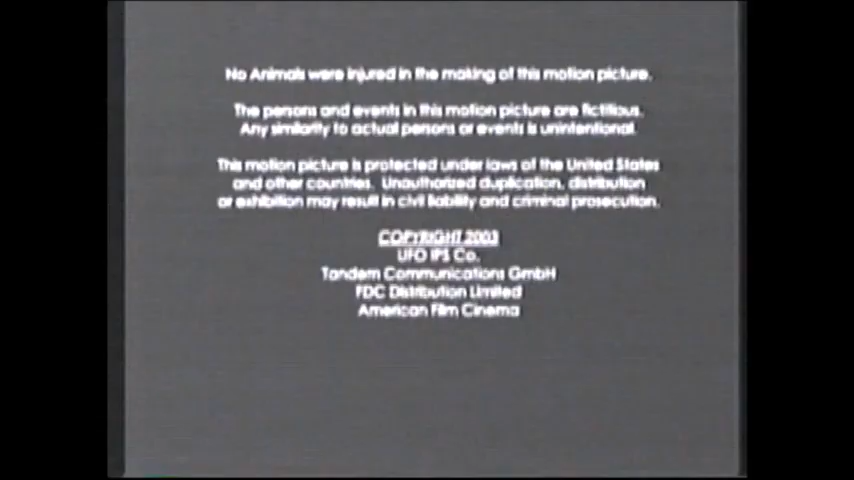 No Animals were injured in the making of this motion picture.
The persons and events in this motion picture are fictitious.
Any similarity to actual persons or events is unintentional.
This motion picture is protected under laws of the United States
and other countries. Unauthorized duplication, distribution
or exhibition may result in civil liability and criminal prosecution.
COPYRIGHT 2003
UFO IPS Co.
Tandem Communications GmbH
FDC Distribution Limited
American Film Cinema